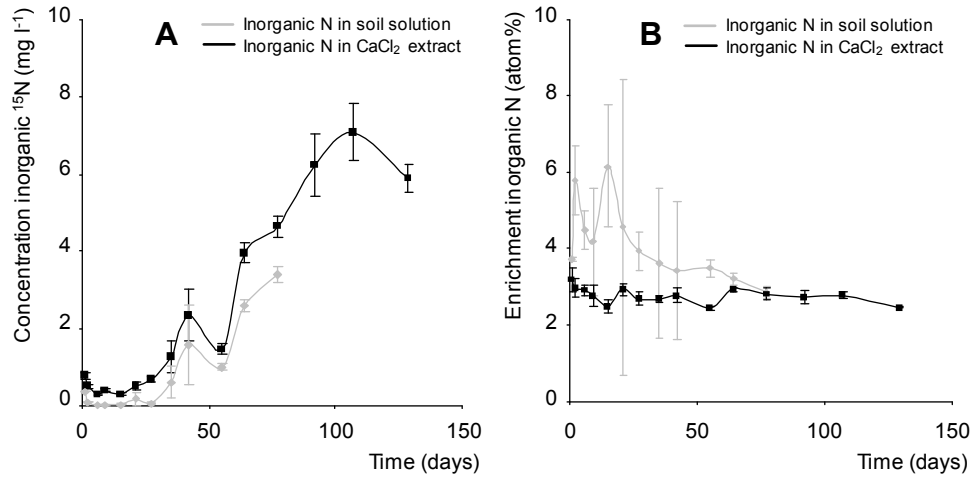 A
Inorganic N in soil solution
Inorganic N in CaCl₂ extract
Concentration inorganic ¹⁵N (mg l⁻¹)
10
8
6
4
2
0
0 50 100 150
Time (days)
B
Inorganic N in soil solution
Inorganic N in CaCl₂ extract
Enrichment inorganic N (atom%)
10
8
6
4
2
0
0 50 100 150
Time (days)